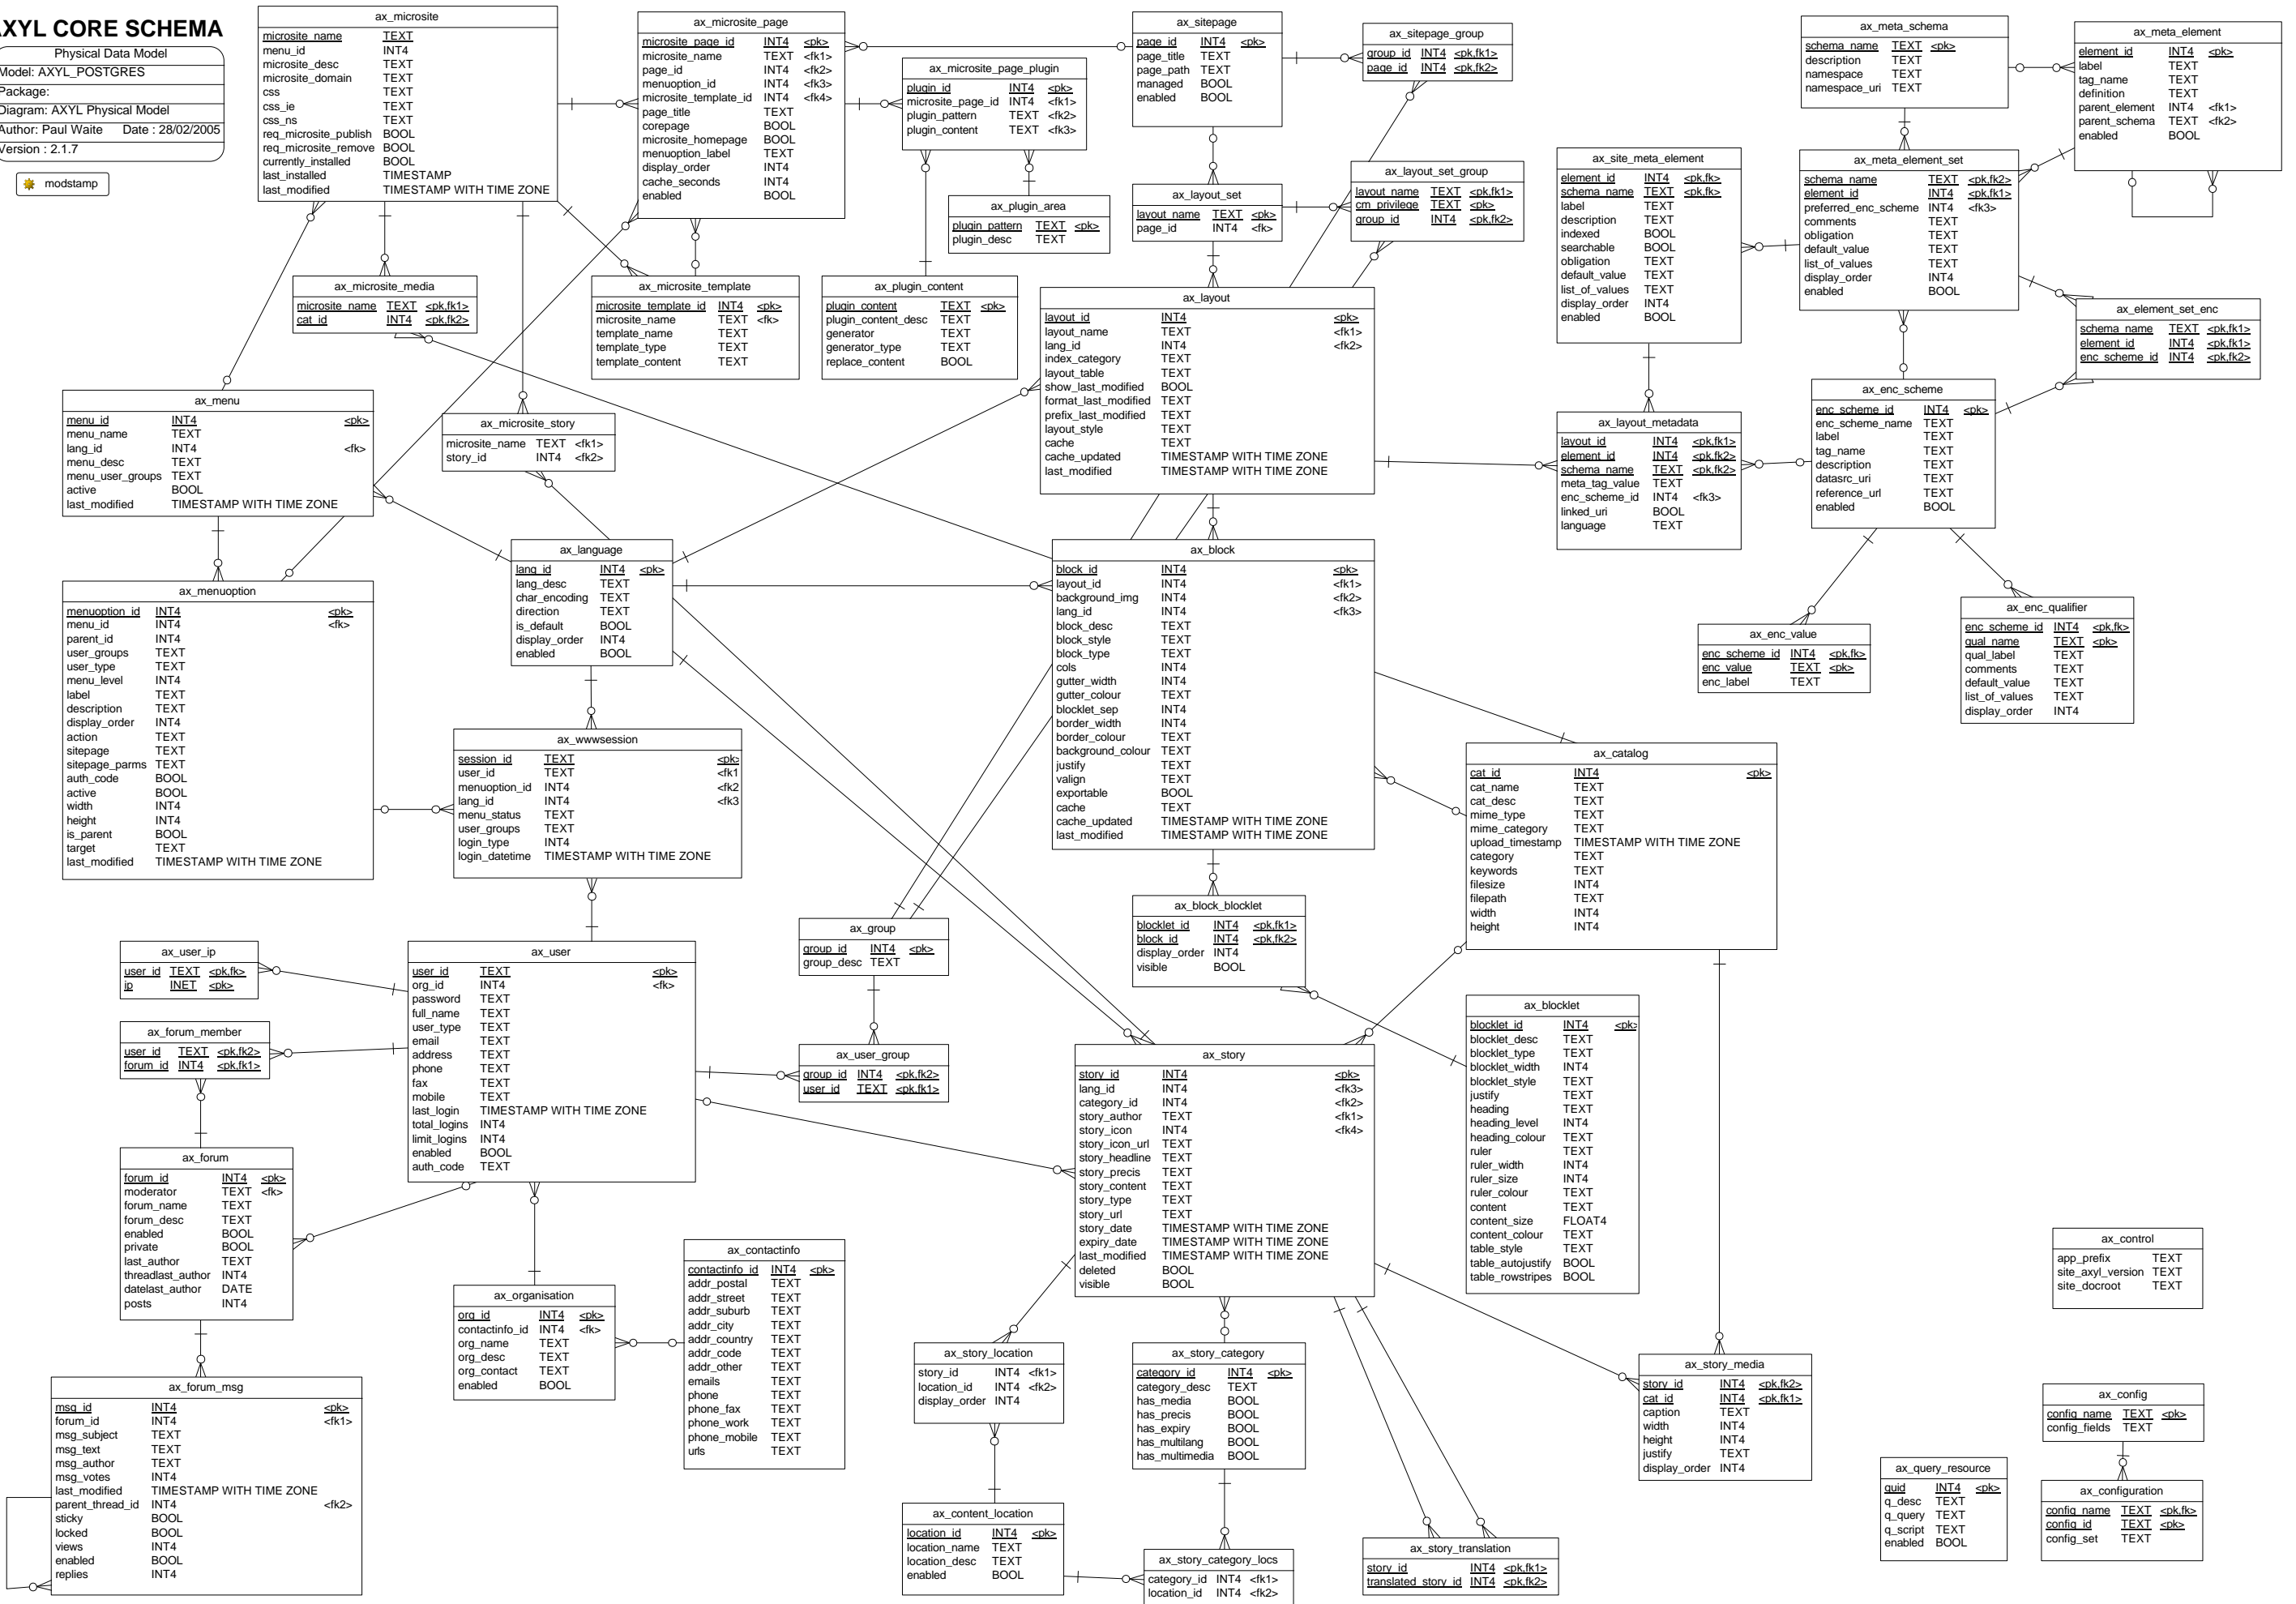 AXYL CORE SCHEMA
Physical Data Model
Model: AXYL_POSTGRES
Package:
Diagram: AXYL Physical Model
Author: Paul Waite Date : 28/02/2005
Version : 2.1.7
modstamp
ax_microsite
microsite_name TEXT
menu_id INT4
microsite_desc TEXT
microsite_domain TEXT
css TEXT
css_ie TEXT
css_ns TEXT
req_microsite_publish BOOL
req_microsite_remove BOOL
currently_installed BOOL
last_installed TIMESTAMP
last_modified TIMESTAMP WITH TIME ZONE
ax_microsite_page
microsite_page_id INT4 <pk>
microsite_name TEXT <fk1>
page_id INT4 <fk2>
menuoption_id INT4 <fk3>
microsite_template_id INT4 <fk4>
page_title TEXT
corepage BOOL
microsite_homepage BOOL
menuoption_label TEXT
display_order INT4
cache_seconds INT4
enabled BOOL
ax_microsite_page_plugin
plugin_id INT4 <pk>
microsite_page_id INT4 <fk1>
plugin_pattern TEXT <fk2>
plugin_content TEXT <fk3>
ax_sitepage
page_id INT4 <pk>
page_title TEXT
page_path TEXT
managed BOOL
enabled BOOL
ax_sitepage_group
group_id INT4 <pk,fk1>
page_id INT4 <pk,fk2>
ax_meta_schema
schema_name TEXT <pk>
description TEXT
namespace TEXT
namespace_uri TEXT
ax_meta_element
element_id INT4 <pk>
label TEXT
tag_name TEXT
definition TEXT
parent_element INT4 <fk1>
parent_schema TEXT <fk2>
enabled BOOL
ax_plugin_area
plugin_pattern TEXT <pk>
plugin_desc TEXT
ax_layout_set
layout_name TEXT <pk>
page_id INT4 <fk>
ax_layout_set_group
layout_name TEXT <pk,fk1>
cm_privilege TEXT <pk>
group_id INT4 <pk,fk2>
ax_site_meta_element
element_id INT4 <pk,fk>
schema_name TEXT <pk,fk>
label TEXT
description TEXT
indexed BOOL
searchable BOOL
obligation TEXT
default_value TEXT
list_of_values TEXT
display_order INT4
enabled BOOL
ax_meta_element_set
schema_name TEXT <pk,fk2>
element_id INT4 <pk,fk1>
preferred_enc_scheme INT4 <fk3>
comments TEXT
obligation TEXT
default_value TEXT
list_of_values TEXT
display_order INT4
enabled BOOL
ax_microsite_media
microsite_name TEXT <pk,fk1>
cat_id INT4 <pk,fk2>
ax_microsite_template
microsite_template_id INT4 <pk>
microsite_name TEXT <fk>
template_name TEXT
template_type TEXT
template_content TEXT
ax_plugin_content
plugin_content TEXT <pk>
plugin_content_desc TEXT
generator TEXT
generator_type TEXT
replace_content BOOL
ax_layout
layout_id INT4 <pk>
layout_name TEXT <fk1>
lang_id INT4 <fk2>
index_category TEXT
layout_table TEXT
show_last_modified BOOL
format_last_modified TEXT
prefix_last_modified TEXT
layout_style TEXT
cache TEXT
cache_updated TIMESTAMP WITH TIME ZONE
last_modified TIMESTAMP WITH TIME ZONE
ax_element_set_enc
schema_name TEXT <pk,fk1>
element_id INT4 <pk,fk1>
enc_scheme_id INT4 <pk,fk2>
ax_menu
menu_id INT4 <pk>
menu_name TEXT
lang_id INT4 <fk>
menu_desc TEXT
menu_user_groups TEXT
active BOOL
last_modified TIMESTAMP WITH TIME ZONE
ax_microsite_story
microsite_name TEXT <fk1>
story_id INT4 <fk2>
ax_layout_metadata
layout_id INT4 <pk,fk1>
element_id INT4 <pk,fk2>
schema_name TEXT <pk,fk2>
meta_tag_value TEXT
enc_scheme_id INT4 <fk3>
linked_uri BOOL
language TEXT
ax_enc_scheme
enc_scheme_id INT4 <pk>
enc_scheme_name TEXT
label TEXT
tag_name TEXT
description TEXT
datasrc_uri TEXT
reference_url TEXT
enabled BOOL
ax_menuoption
menuoption_id INT4 <pk>
menu_id INT4 <fk>
parent_id INT4
user_groups TEXT
user_type TEXT
menu_level INT4
label TEXT
description TEXT
display_order INT4
action TEXT
sitepage TEXT
sitepage_parms TEXT
auth_code BOOL
active BOOL
width INT4
height INT4
is_parent BOOL
target TEXT
last_modified TIMESTAMP WITH TIME ZONE
ax_language
lang_id INT4 <pk>
lang_desc TEXT
char_encoding TEXT
direction TEXT
is_default BOOL
display_order INT4
enabled BOOL
ax_block
block_id INT4 <pk>
layout_id INT4 <fk1>
background_img INT4 <fk2>
lang_id INT4 <fk3>
block_desc TEXT
block_style TEXT
block_type TEXT
cols INT4
gutter_width INT4
gutter_colour TEXT
blocklet_sep INT4
border_width INT4
border_colour TEXT
background_colour TEXT
justify TEXT
valign TEXT
exportable BOOL
cache TEXT
cache_updated TIMESTAMP WITH TIME ZONE
last_modified TIMESTAMP WITH TIME ZONE
ax_enc_value
enc_scheme_id INT4 <pk,fk>
enc_value TEXT <pk>
enc_label TEXT
ax_enc_qualifier
enc_scheme_id INT4 <pk,fk>
qual_name TEXT <pk>
qual_label TEXT
comments TEXT
default_value TEXT
list_of_values TEXT
display_order INT4
ax_wwwsession
session_id TEXT <pk>
user_id TEXT <fk1
menuoption_id INT4 <fk2
lang_id INT4 <fk3
menu_status TEXT
user_groups TEXT
login_type INT4
login_datetime TIMESTAMP WITH TIME ZONE
ax_catalog
cat_id INT4 <pk>
cat_name TEXT
cat_desc TEXT
mime_type TEXT
mime_category TEXT
upload_timestamp TIMESTAMP WITH TIME ZONE
category TEXT
keywords TEXT
filesize INT4
filepath TEXT
width INT4
height INT4
ax_block_blocklet
blocklet_id INT4 <pk,fk1>
block_id INT4 <pk,fk2>
display_order INT4
visible BOOL
ax_group
group_id INT4 <pk>
group_desc TEXT
ax_user_ip
user_id TEXT <pk,fk>
ip INET <pk>
ax_user
user_id TEXT <pk>
org_id INT4 <fk>
password TEXT
full_name TEXT
user_type TEXT
email TEXT
address TEXT
phone TEXT
fax TEXT
mobile TEXT
last_login TIMESTAMP WITH TIME ZONE
total_logins INT4
limit_logins INT4
enabled BOOL
auth_code TEXT
ax_forum_member
user_id TEXT <pk,fk2>
forum_id INT4 <pk,fk1>
ax_user_group
group_id INT4 <pk,fk2>
user_id TEXT <pk,fk1>
ax_story
story_id INT4 <pk>
lang_id INT4 <fk3>
category_id INT4 <fk2>
story_author TEXT <fk1>
story_icon INT4 <fk4>
story_icon_url TEXT
story_headline TEXT
story_precis TEXT
story_content TEXT
story_type TEXT
story_url TEXT
story_date TIMESTAMP WITH TIME ZONE
expiry_date TIMESTAMP WITH TIME ZONE
last_modified TIMESTAMP WITH TIME ZONE
deleted BOOL
visible BOOL
ax_blocklet
blocklet_id INT4 <pk>
blocklet_desc TEXT
blocklet_type TEXT
blocklet_width INT4
blocklet_style TEXT
justify TEXT
heading TEXT
heading_level INT4
heading_colour TEXT
ruler TEXT
ruler_width INT4
ruler_size INT4
ruler_colour TEXT
content TEXT
content_size FLOAT4
content_colour TEXT
table_style TEXT
table_autojustify BOOL
table_rowstripes BOOL
ax_forum
forum_id INT4 <pk>
moderator TEXT <fk>
forum_name TEXT
forum_desc TEXT
enabled BOOL
private BOOL
last_author TEXT
threadlast_author INT4
datelast_author DATE
posts INT4
ax_contactinfo
contactinfo_id INT4 <pk>
addr_postal TEXT
addr_street TEXT
addr_suburb TEXT
addr_city TEXT
addr_country TEXT
addr_code TEXT
addr_other TEXT
emails TEXT
phone TEXT
phone_fax TEXT
phone_work TEXT
phone_mobile TEXT
urls TEXT
ax_organisation
org_id INT4 <pk>
contactinfo_id INT4 <fk>
org_name TEXT
org_desc TEXT
org_contact TEXT
enabled BOOL
ax_control
app_prefix TEXT
site_axyl_version TEXT
site_docroot TEXT
ax_story_location
story_id INT4 <fk1>
location_id INT4 <fk2>
display_order INT4
ax_story_category
category_id INT4 <pk>
category_desc TEXT
has_media BOOL
has_precis BOOL
has_expiry BOOL
has_multilang BOOL
has_multimedia BOOL
ax_story_media
story_id INT4 <pk,fk2>
cat_id INT4 <pk,fk1>
caption TEXT
width INT4
height INT4
justify TEXT
display_order INT4
ax_forum_msg
msg_id INT4 <pk>
forum_id INT4 <fk1>
msg_subject TEXT
msg_text TEXT
msg_author TEXT
msg_votes INT4
last_modified TIMESTAMP WITH TIME ZONE
parent_thread_id INT4 <fk2>
sticky BOOL
locked BOOL
views INT4
enabled BOOL
replies INT4
ax_config
config_name TEXT <pk>
config_fields TEXT
ax_query_resource
quid INT4 <pk>
q_desc TEXT
q_query TEXT
q_script TEXT
enabled BOOL
ax_configuration
config_name TEXT <pk,fk>
config_id TEXT <pk>
config_set TEXT
ax_content_location
location_id INT4 <pk>
location_name TEXT
location_desc TEXT
enabled BOOL
ax_story_category_locs
category_id INT4 <fk1>
location_id INT4 <fk2>
ax_story_translation
story_id INT4 <pk,fk1>
translated_story_id INT4 <pk,fk2>